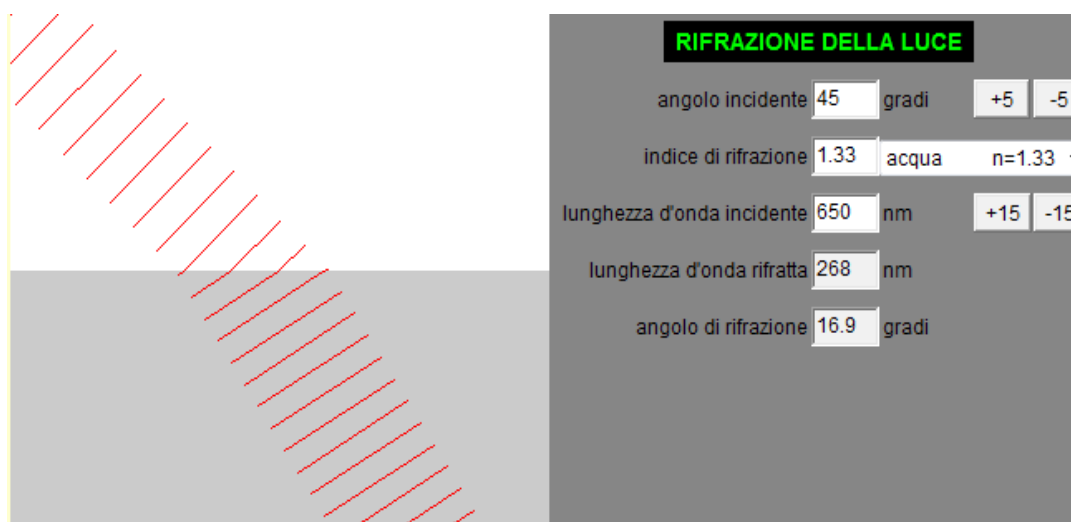 RIFRAZIONE DELLA LUCE
angolo incidente 45 gradi +5 -5
indice di rifrazione 1.33 acqua n=1.33
lunghezza d'onda incidente 650 nm +15 -15
lunghezza d'onda rifratta 268 nm
angolo di rifrazione 16.9 gradi